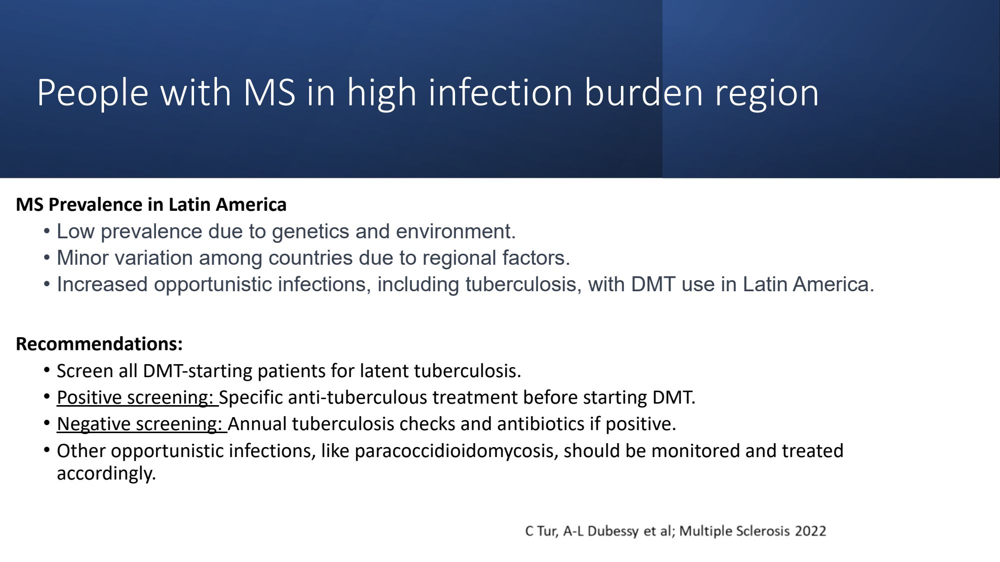 People with MS in high infection burden region
MS Prevalence in Latin America
• Low prevalence due to genetics and environment.
• Minor variation among countries due to regional factors.
• Increased opportunistic infections, including tuberculosis, with DMT use in Latin America.
Recommendations:
• Screen all DMT-starting patients for latent tuberculosis.
• Positive screening: Specific anti-tuberculous treatment before starting DMT.
• Negative screening: Annual tuberculosis checks and antibiotics if positive.
• Other opportunistic infections, like paracoccidioidomycosis, should be monitored and treated
accordingly.
C Tur, A-L Dubessy et al; Multiple Sclerosis 2022